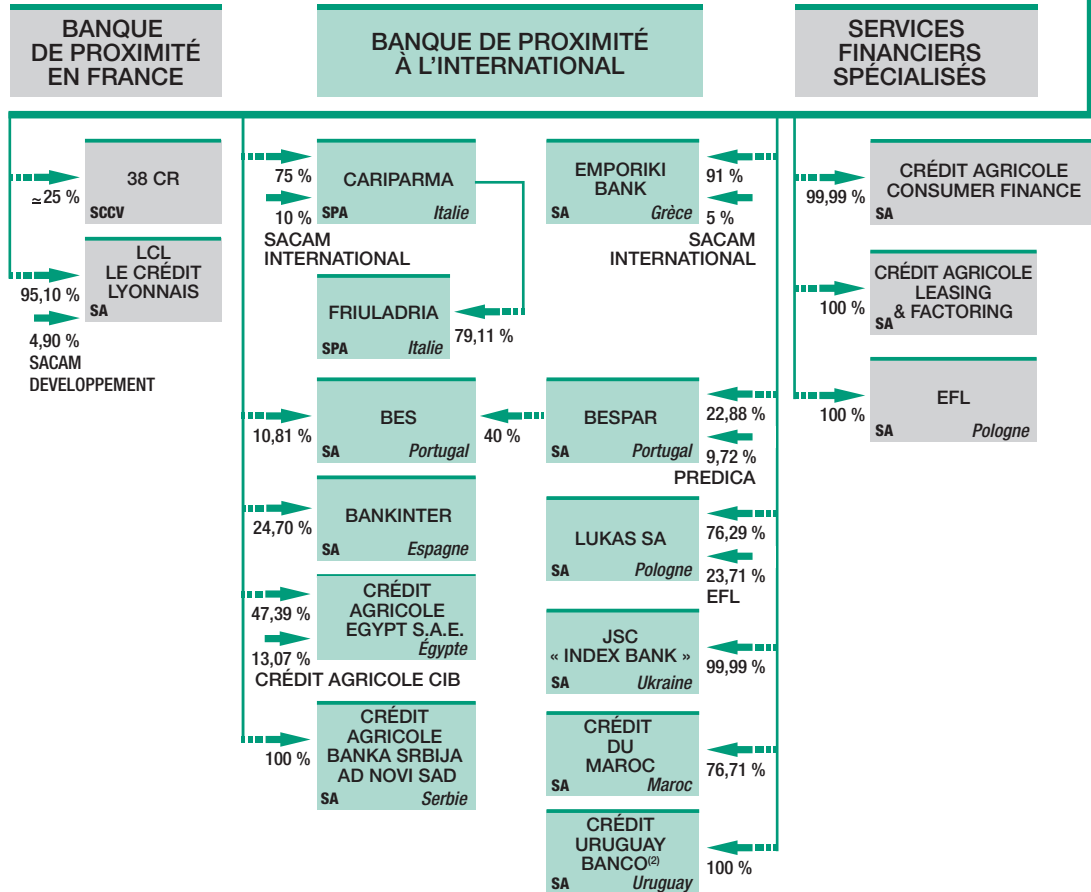 BANQUE
DE PROXIMITÉ
EN FRANCE
BANQUE DE PROXIMITÉ
À L'INTERNATIONAL
SERVICES
FINANCIERS
SPÉCIALISÉS
38 CR
≃25 %
SCCV
LCL
LE CRÉDIT
LYONNAIS
SA
95,10 %
4,90 %
SACAM
DEVELOPPEMENT
75 %
CARIPARMA
10 %
SPA
Italie
SACAM
INTERNATIONAL
FRIULADRIA
SPA
Italie
79,11 %
BES
10,81 %
SA
Portugal
40 %
BANKINTER
24,70 %
SA
Espagne
CRÉDIT
AGRICOLE
EGYPT S.A.E.
Égypte
47,39 %
13,07 %
CRÉDIT AGRICOLE CIB
CRÉDIT
AGRICOLE
BANKA SRBIJA
AD NOVI SAD
100 %
SA
Serbie
EMPORIKI
BANK
91 %
SA
Grèce
5 %
SACAM
INTERNATIONAL
BESPAR
22,88 %
SA
Portugal
9,72 %
PREDICA
LUKAS SA
76,29 %
SA
Pologne
23,71 %
EFL
JSC
« INDEX BANK »
99,99 %
SA
Ukraine
CRÉDIT
DU
MAROC
76,71 %
SA
Maroc
CRÉDIT
URUGUAY
BANCO(2)
100 %
SA
Uruguay
CRÉDIT AGRICOLE
CONSUMER FINANCE
99,99 %
SA
CRÉDIT AGRICOLE
LEASING
& FACTORING
100 %
SA
EFL
100 %
SA
Pologne